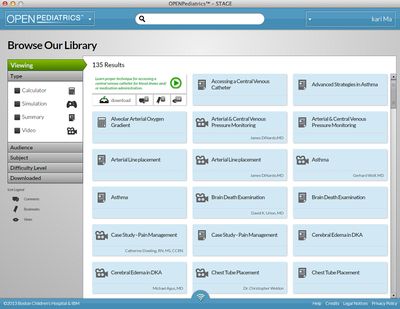 OPENPediatrics™ – STAGE
OPENPEDIATRICS™
kari Ma
Browse Our Library
Viewing
135 Results
Type
Calculator
Simulation
Summary
Video
Audience
Subject
Difficulty Level
Downloaded
Icon Legend
Comments
Bookmarks
Views
Learn proper technique for accessing a
central venous catheter for blood draws and/
or medication administration.
download
Accessing a Central Venous
Catheter
Advanced Strategies in Asthma
Alveolar Arterial Oxygen
Gradient
Arterial & Central Venous
Pressure Monitoring
James DiNardo, MD
Arterial & Central Venous
Pressure Monitoring
Arterial Line placement
Arterial Line placement
James DiNardo, MD
Asthma
Gerhard Wolf, MD
Asthma
Brain Death Examination
David K. Urion, MD
Brain Death Examination
Case Study - Pain Management
Catherine Dowling, RN, MS, CCRN
Case Study - Pain Management
Cerebral Edema in DKA
Cerebral Edema in DKA
Michael Agus, MD
Chest Tube Placement
Dr. Christopher Weldon
Chest Tube Placement
©2013 Boston Children's Hospital & IBM
Help
Credits
Legal Notices
Privacy Policy